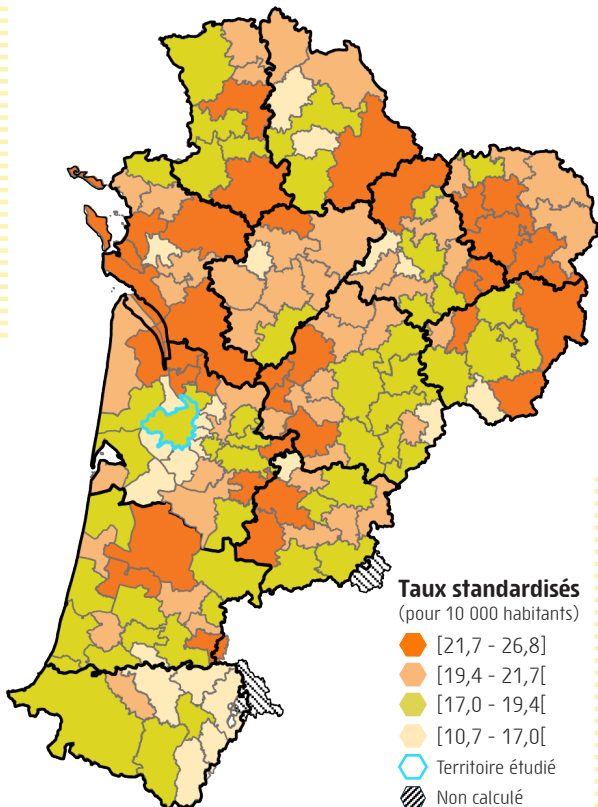 Taux standardisés
(pour 10 000 habitants)
[21,7 - 26,8]
[19,4 - 21,7[
[17,0 - 19,4[
[10,7 - 17,0[
Territoire étudié
Non calculé